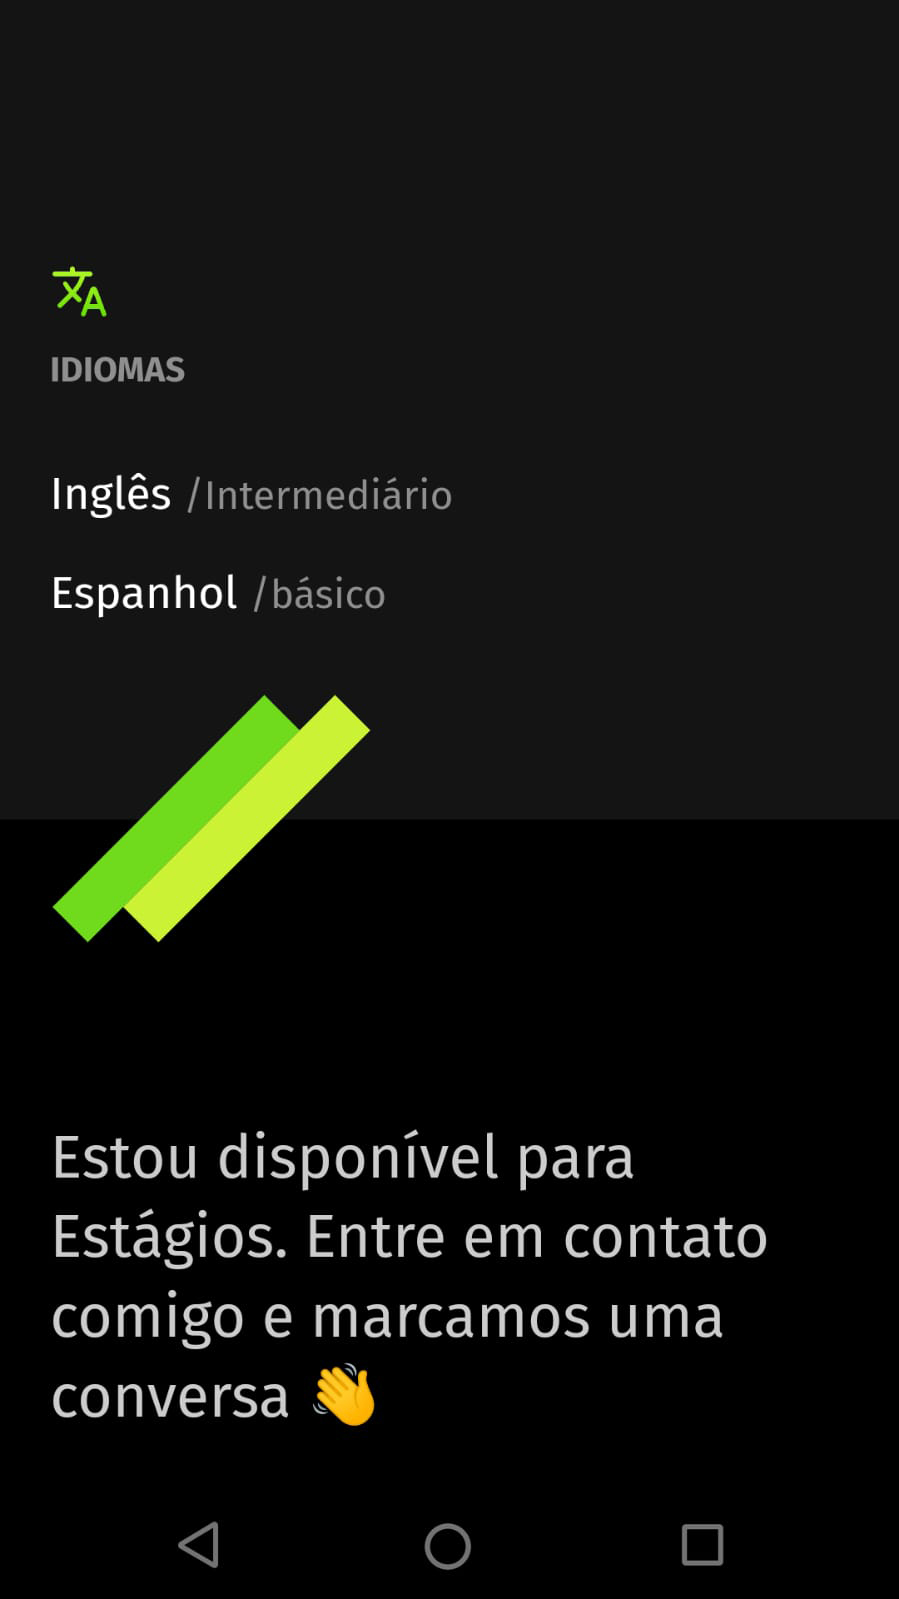 IDIOMAS
Inglês /Intermediário
Espanhol /básico
Estou disponível para
Estágios. Entre em contato
comigo e marcamos uma
conversa 👋